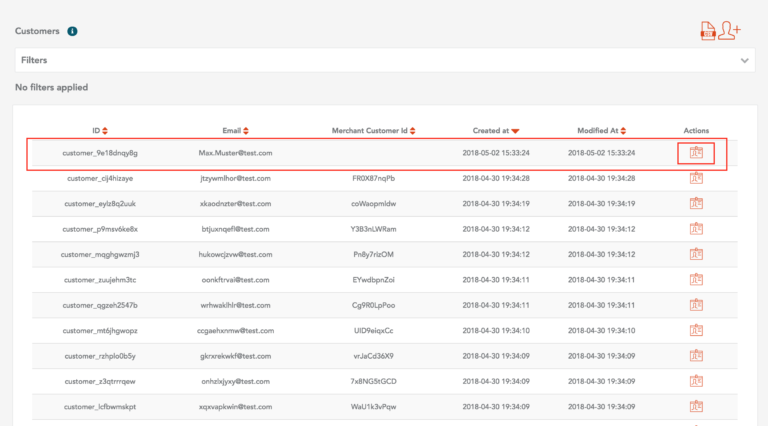 Customers
Filters
No filters applied
ID Email Merchant Customer Id Created at Modified At Actions
customer_9e18dnqy8g Max.Muster@test.com 2018-05-02 15:33:24 2018-05-02 15:33:24
customer_cij4hizaye jtzywmlhor@test.com FR0X87nqPb 2018-04-30 19:34:28 2018-04-30 19:34:28
customer_eylz8q2uuk xkaodnzter@test.com coWaopmldw 2018-04-30 19:34:19 2018-04-30 19:34:19
customer_p9msv6ke8x btjuxnqefl@test.com Y3B3nLWRam 2018-04-30 19:34:12 2018-04-30 19:34:12
customer_mqghgwzmj3 hukowcjzvw@test.com Pn8y7rizOM 2018-04-30 19:34:12 2018-04-30 19:34:12
customer_zuujehm3tc oonkftrvai@test.com EYwdbpnZoi 2018-04-30 19:34:11 2018-04-30 19:34:11
customer_qgzeh2547b wrhwaklhlr@test.com Cg9R0LpPoo 2018-04-30 19:34:11 2018-04-30 19:34:11
customer_mt6jhgwopz ccgaehxnmw@test.com UID9eiqxCc 2018-04-30 19:34:10 2018-04-30 19:34:10
customer_rzhplo0b5y gkrxrekwkf@test.com vrJaCd36X9 2018-04-30 19:34:09 2018-04-30 19:34:09
customer_z3qtrrrqew onhzlxjyxy@test.com 7x8NG5tGCD 2018-04-30 19:34:09 2018-04-30 19:34:09
customer_lcfbwmskpt xqxvapkwin@test.com WaU1k3vPqw 2018-04-30 19:34:09 2018-04-30 19:34:09